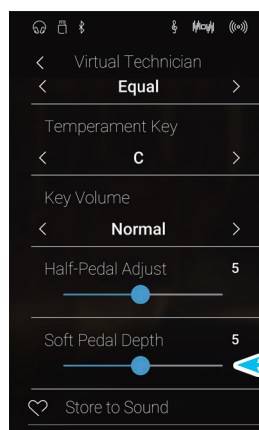 Virtual Technician
Equal
Temperament Key
C
Key Volume
Normal
Half-Pedal Adjust 5
Soft Pedal Depth 5
Store to Sound